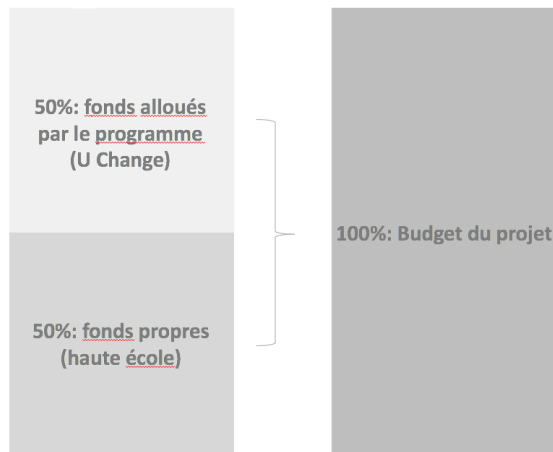 50%: fonds alloués
par le programme
(U Change)
100%: Budget du projet
50%: fonds propres
(haute école)